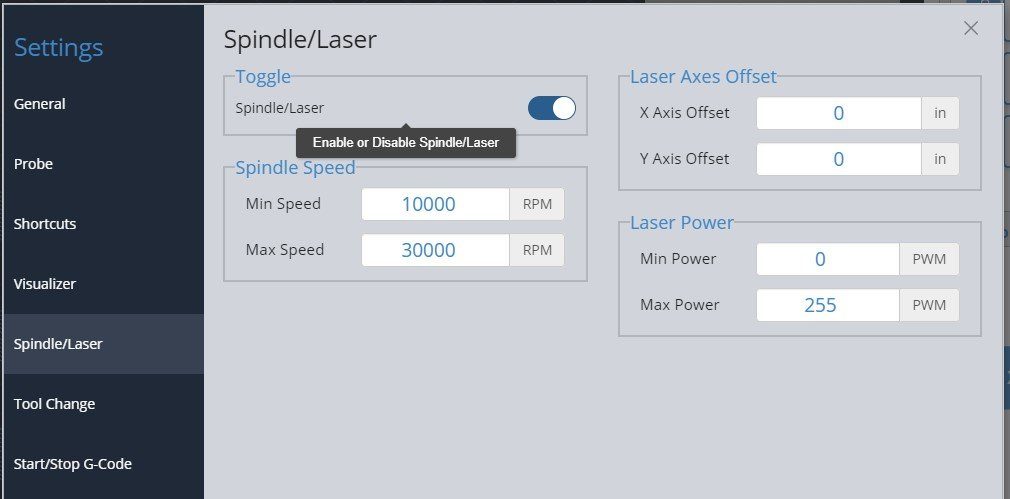 Settings
General
Probe
Shortcuts
Visualizer
Spindle/Laser
Tool Change
Start/Stop G-Code
Spindle/Laser
Toggle
Spindle/Laser
Enable or Disable Spindle/Laser
Spindle Speed
Min Speed 10000 RPM
Max Speed 30000 RPM
Laser Axes Offset
X Axis Offset 0 in
Y Axis Offset 0 in
Laser Power
Min Power 0 PWM
Max Power 255 PWM